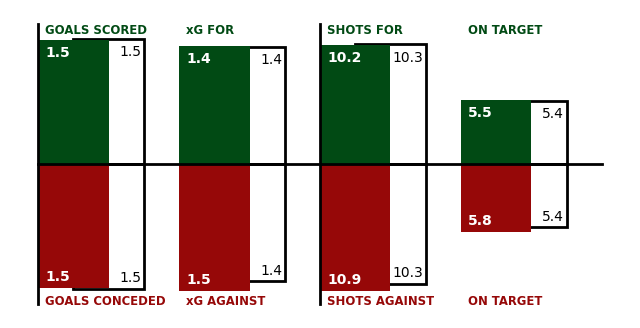 GOALS SCORED xG FOR SHOTS FOR ON TARGET
1.5 1.5 1.4 1.4 10.2 10.3
5.5 5.4
5.8 5.4
1.5 1.5 1.5 1.4 10.9 10.3
GOALS CONCEDED xG AGAINST SHOTS AGAINST ON TARGET